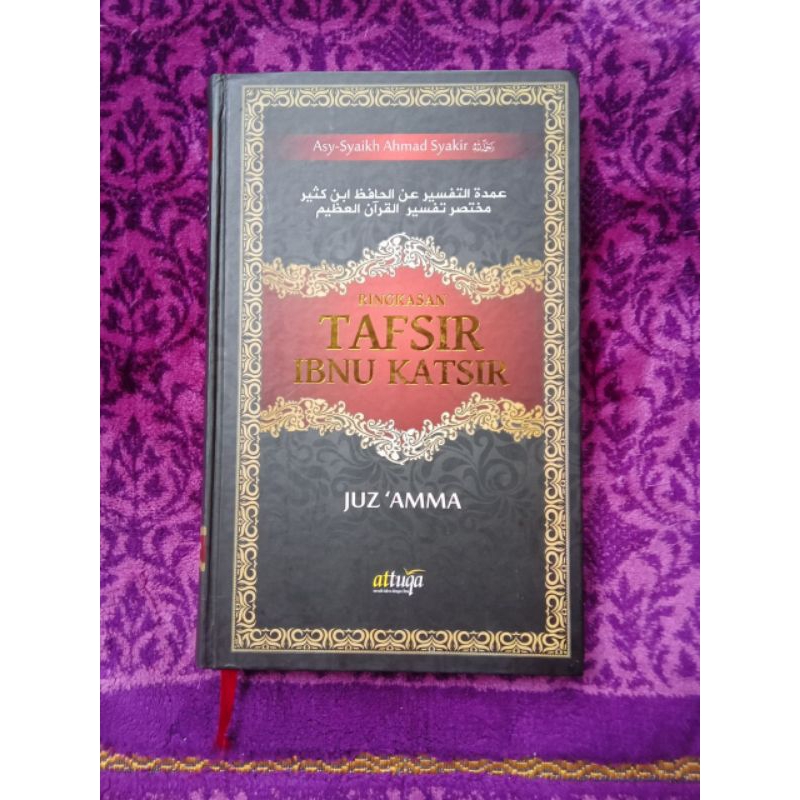 Asy-Syaikh Ahmad Syakir
عمدة التفسير عن الحافظ ابن كثير
مختصر تفسير القرآن العظيم
RINGKASAN
TAFSIR
IBNU KATSIR
JUZ ‘AMMA
attuqa